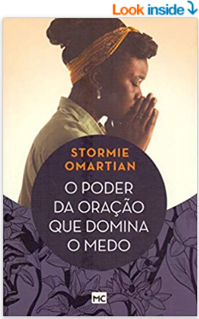 Look inside
STORMIE
OMARTIAN
O PODER
DA ORAÇÃO
QUE DOMINA
O MEDO
MC